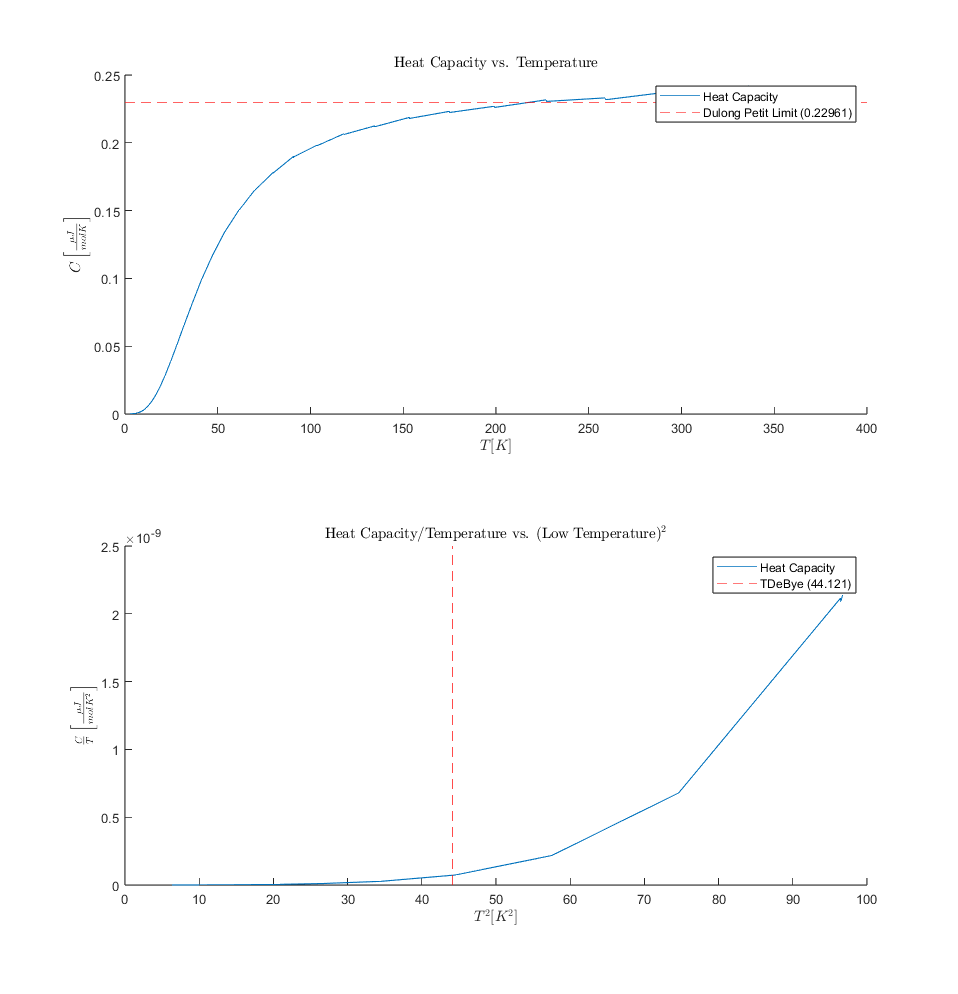 Heat Capacity vs. Temperature
0.25
0.2
0.15
0.1
0.05
0
C [μJ/molK]
Heat Capacity
Dulong Petit Limit (0.22961)
0 50 100 150 200 250 300 350 400
T[K]
Heat Capacity/Temperature vs. (Low Temperature)²
×10⁻⁹
2.5
2
1.5
1
0.5
0
C/T [μJ/molK²]
Heat Capacity
TDeBye (44.121)
0 10 20 30 40 50 60 70 80 90 100
T²[K²]